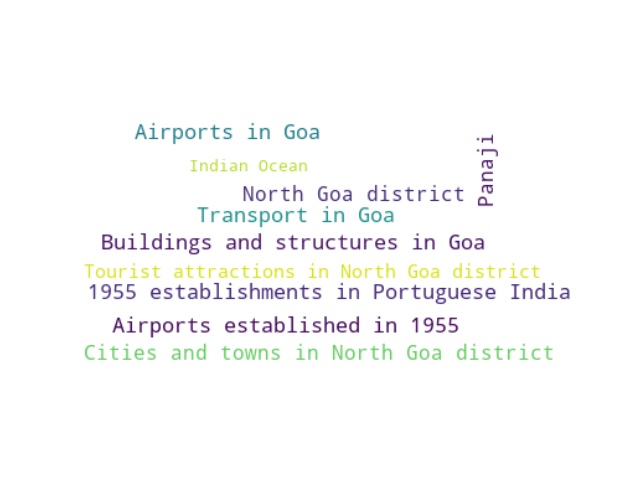 Airports in Goa
Panaji
Indian Ocean
North Goa district
Transport in Goa
Buildings and structures in Goa
Tourist attractions in North Goa district
1955 establishments in Portuguese India
Airports established in 1955
Cities and towns in North Goa district